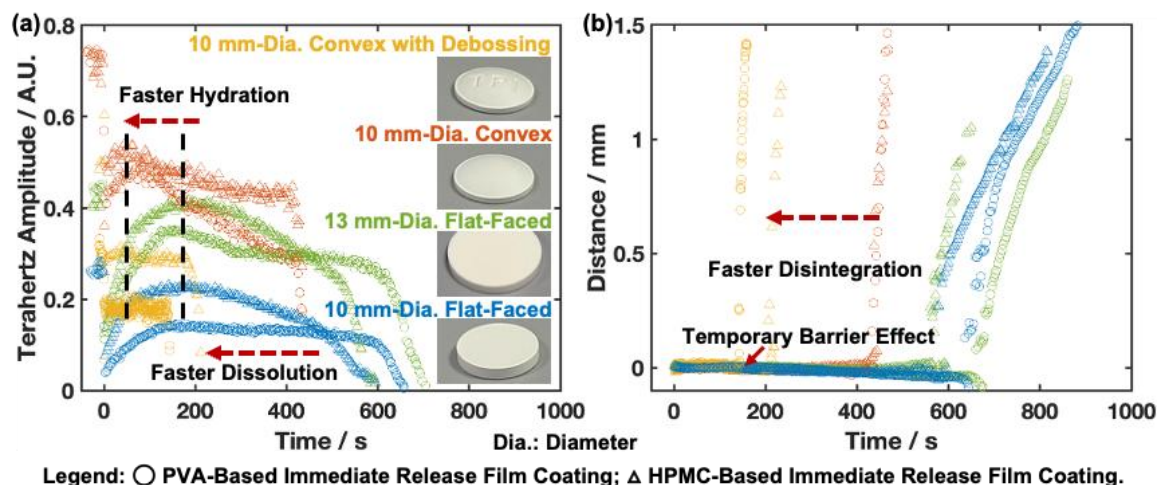 (a)
0.8
0.6
0.4
0.2
0
Terahertz Amplitude / A.U.
10 mm-Dia. Convex with Debossing
Faster Hydration
10 mm-Dia. Convex
13 mm-Dia. Flat-Faced
10 mm-Dia. Flat-Faced
Faster Dissolution
0 200 400 600 800 1000
Time / s
Dia.: Diameter
(b)
1.5
1
0.5
0
Distance / mm
Faster Disintegration
Temporary Barrier Effect
0 200 400 600 800 1000
Time / s
Legend: ○ PVA-Based Immediate Release Film Coating; △ HPMC-Based Immediate Release Film Coating.